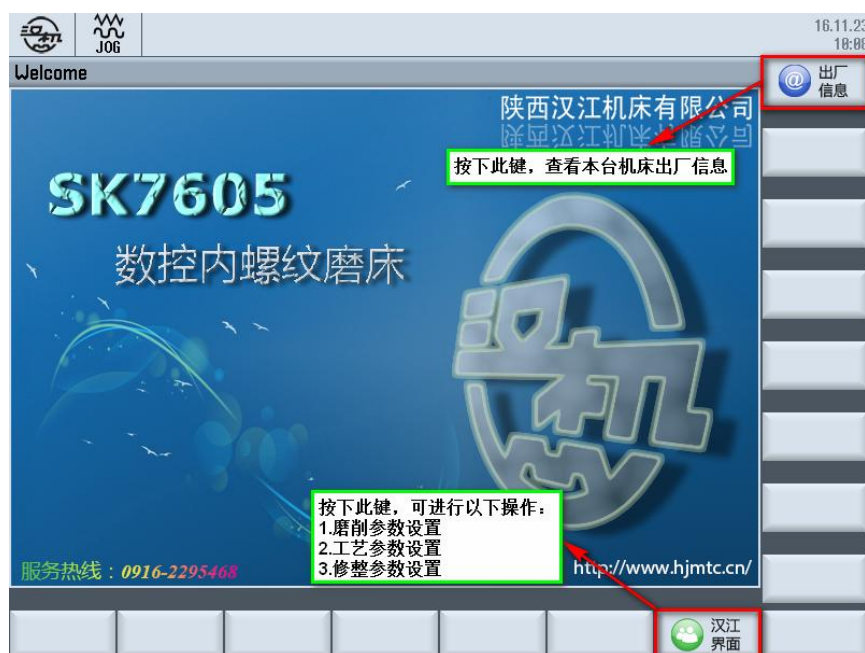 JOG
16.11.23
Welcome
出厂
信息
陕西汉江机床有限公司
按下此键，查看本台机床出厂信息
SK7605
数控内螺纹磨床
按下此键，可进行以下操作：
1.磨削参数设置
2.工艺参数设置
3.修整参数设置
服务热线：0916-2295468
http://www.hjmtc.cn/
汉江
界面